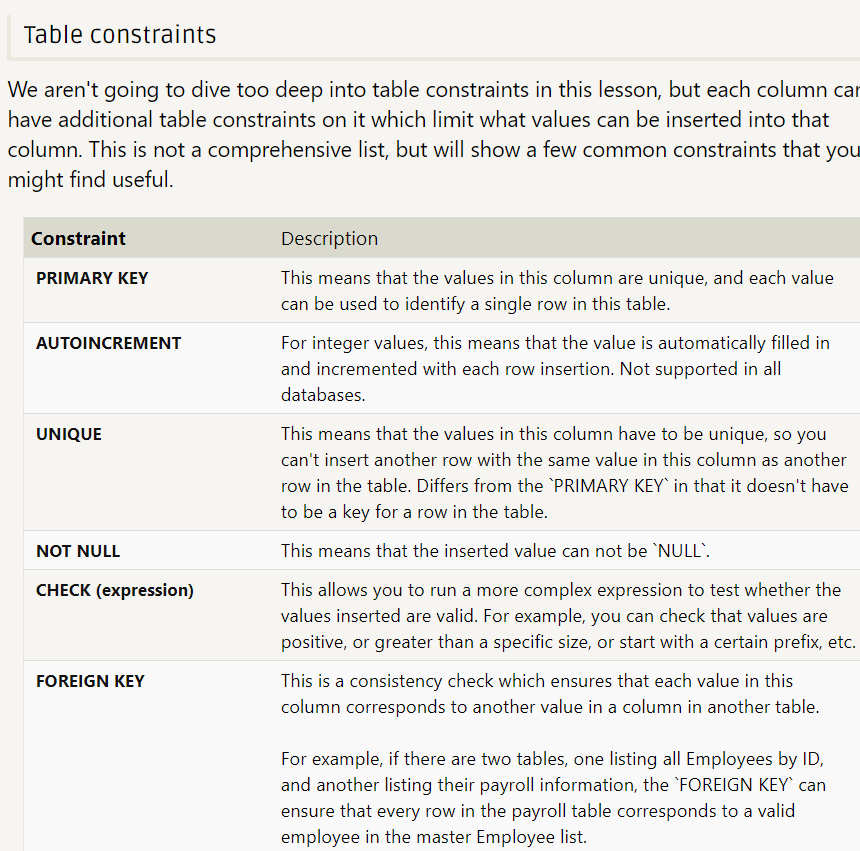 Table constraints
We aren't going to dive too deep into table constraints in this lesson, but each column can
have additional table constraints on it which limit what values can be inserted into that
column. This is not a comprehensive list, but will show a few common constraints that you
might find useful.
Constraint Description
PRIMARY KEY This means that the values in this column are unique, and each value
can be used to identify a single row in this table.
AUTOINCREMENT For integer values, this means that the value is automatically filled in
and incremented with each row insertion. Not supported in all
databases.
UNIQUE This means that the values in this column have to be unique, so you
can't insert another row with the same value in this column as another
row in the table. Differs from the `PRIMARY KEY` in that it doesn't have
to be a key for a row in the table.
NOT NULL This means that the inserted value can not be `NULL`.
CHECK (expression) This allows you to run a more complex expression to test whether the
values inserted are valid. For example, you can check that values are
positive, or greater than a specific size, or start with a certain prefix, etc.
FOREIGN KEY This is a consistency check which ensures that each value in this
column corresponds to another value in a column in another table.
For example, if there are two tables, one listing all Employees by ID,
and another listing their payroll information, the `FOREIGN KEY` can
ensure that every row in the payroll table corresponds to a valid
employee in the master Employee list.